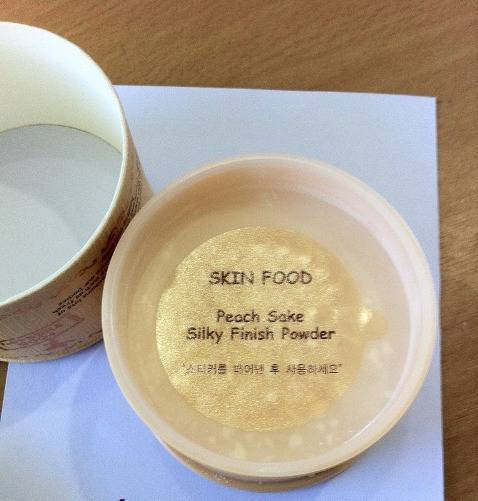 SKIN FOOD
Peach Sake
Silky Finish Powder
"스티커를 떼어낸 후 사용하세요"